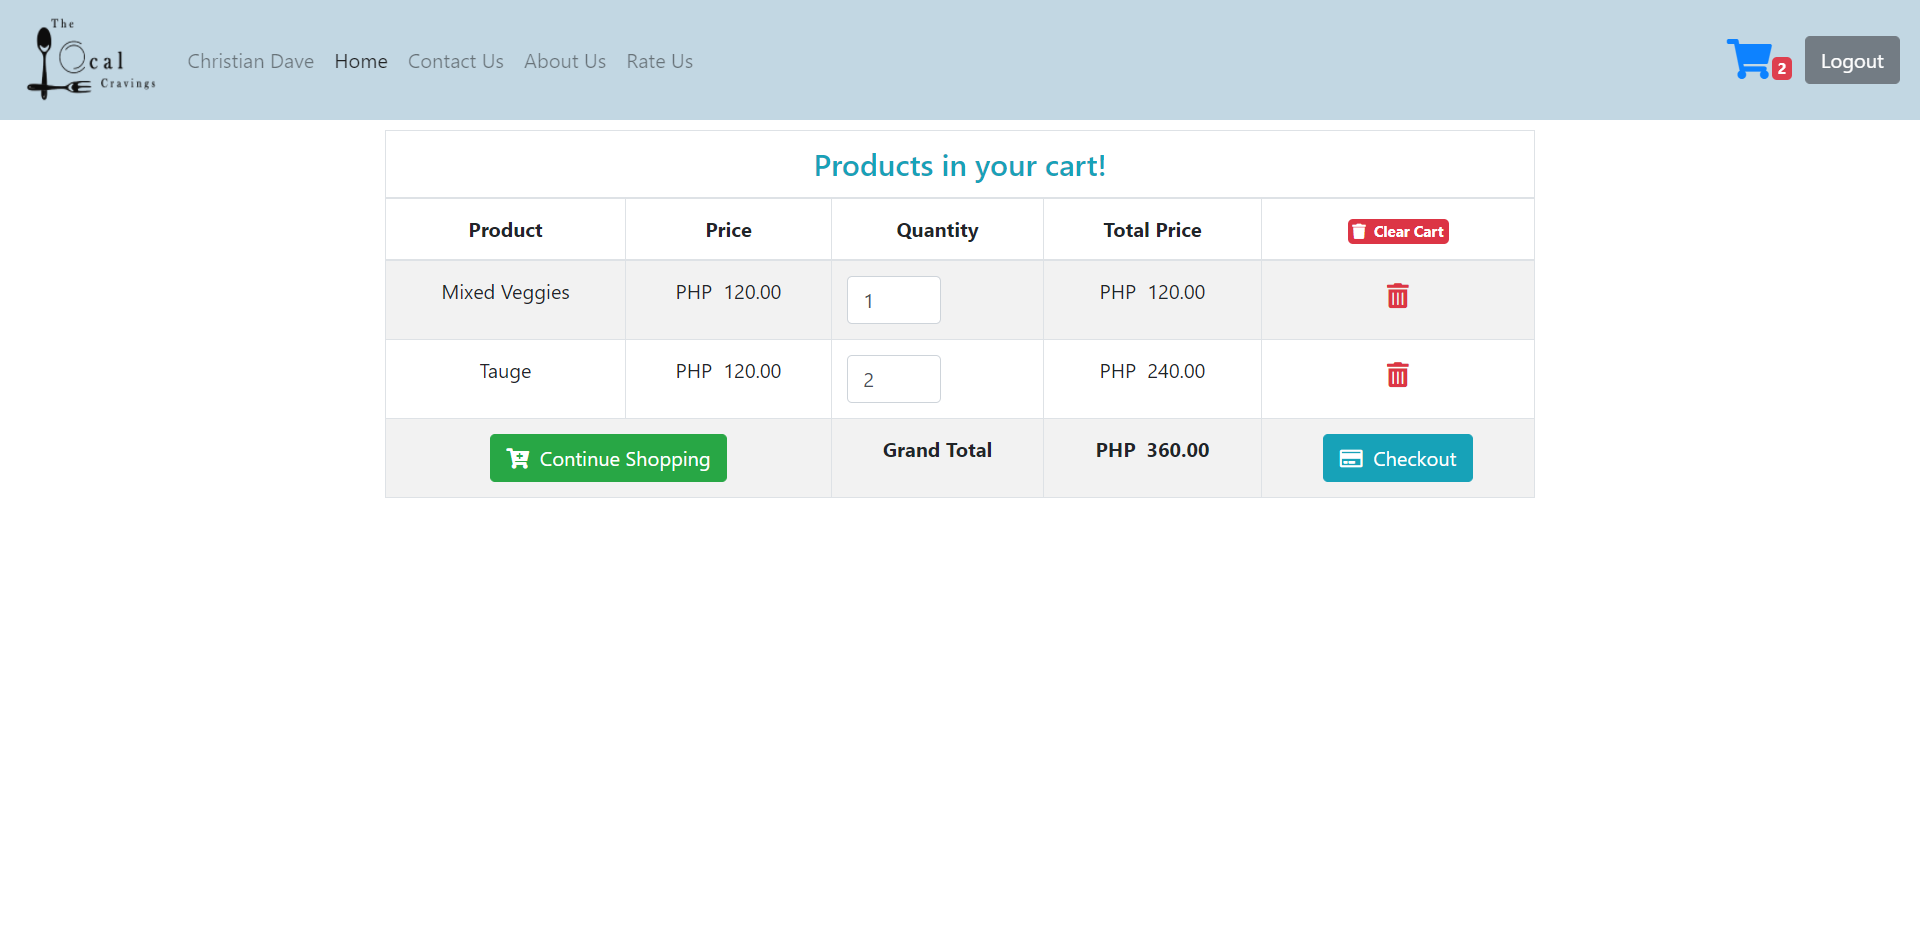 The
Local
Cravings
Christian Dave Home Contact Us About Us Rate Us
2
Logout
Products in your cart!
Product Price Quantity Total Price Clear Cart
Mixed Veggies PHP 120.00 1 PHP 120.00
Tauge PHP 120.00 2 PHP 240.00
Continue Shopping Grand Total PHP 360.00 Checkout